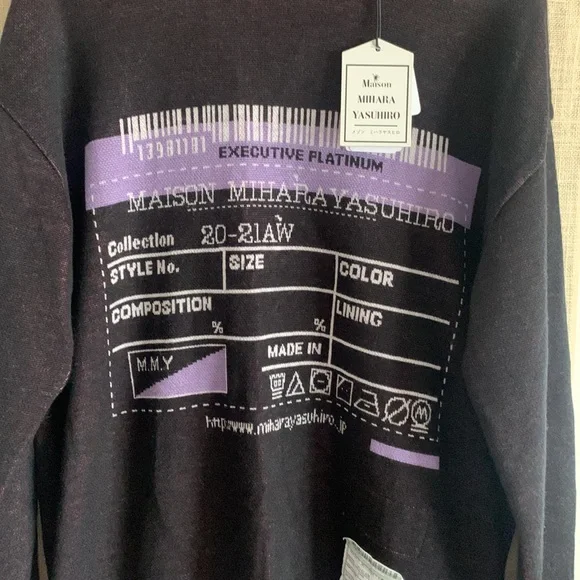 Maison
MIHARA
YASUHIRO
13981181
EXECUTIVE PLATINUM
MAISON MIHARAYASUHIRO
Collection 20-21AW
STYLE No. SIZE COLOR
COMPOSITION % % LINING
M.M.Y MADE IN
http:www.miharayasuhiro.jp